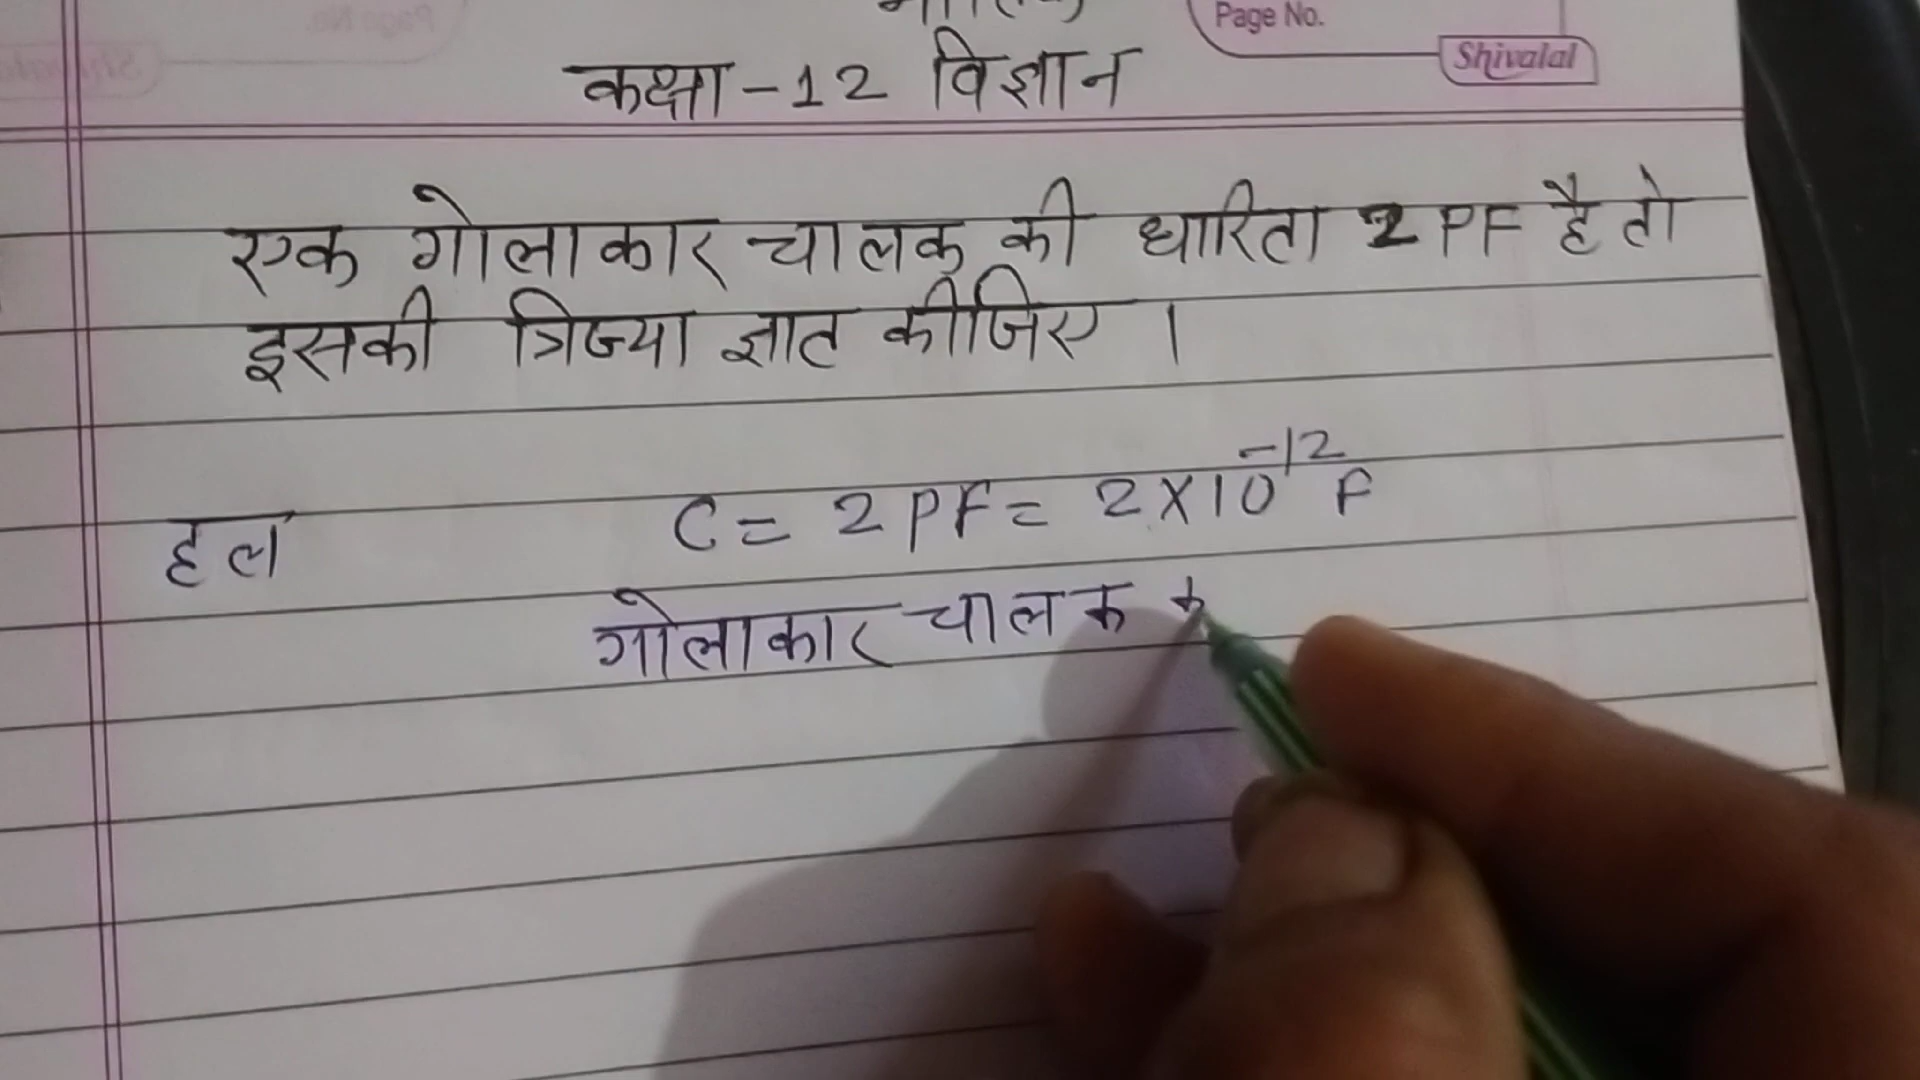 Page No.
Shivalal
कक्षा - 12 विज्ञान
एक गोलाकार चालक की धारिता 2 PF है तो
इसकी त्रिज्या ज्ञात कीजिए ।
C = 2 PF = 2 X 10⁻¹² F
हल
गोलाकार चालक